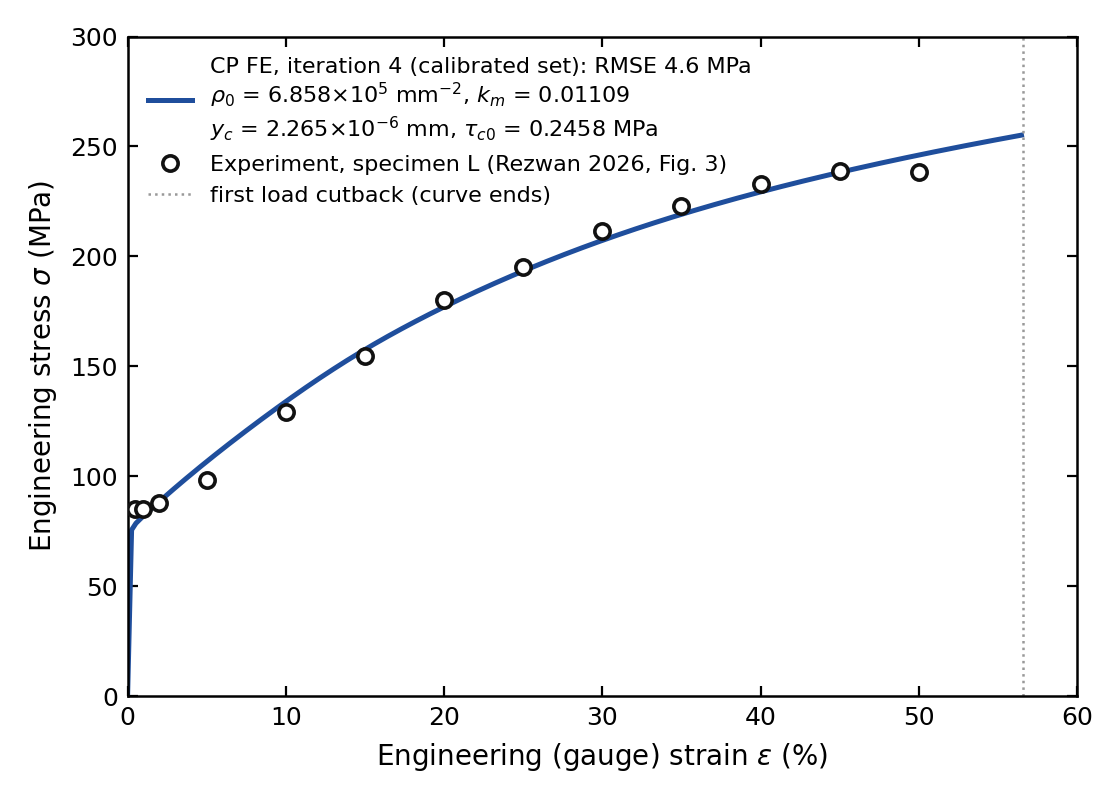 300
250
200
150
100
50
0
Engineering stress σ (MPa)
CP FE, iteration 4 (calibrated set): RMSE 4.6 MPa
ρ₀ = 6.858×10⁵ mm⁻², kₘ = 0.01109
y_c = 2.265×10⁻⁶ mm, τ_c0 = 0.2458 MPa
Experiment, specimen L (Rezwan 2026, Fig. 3)
first load cutback (curve ends)
0 10 20 30 40 50 60
Engineering (gauge) strain ε (%)